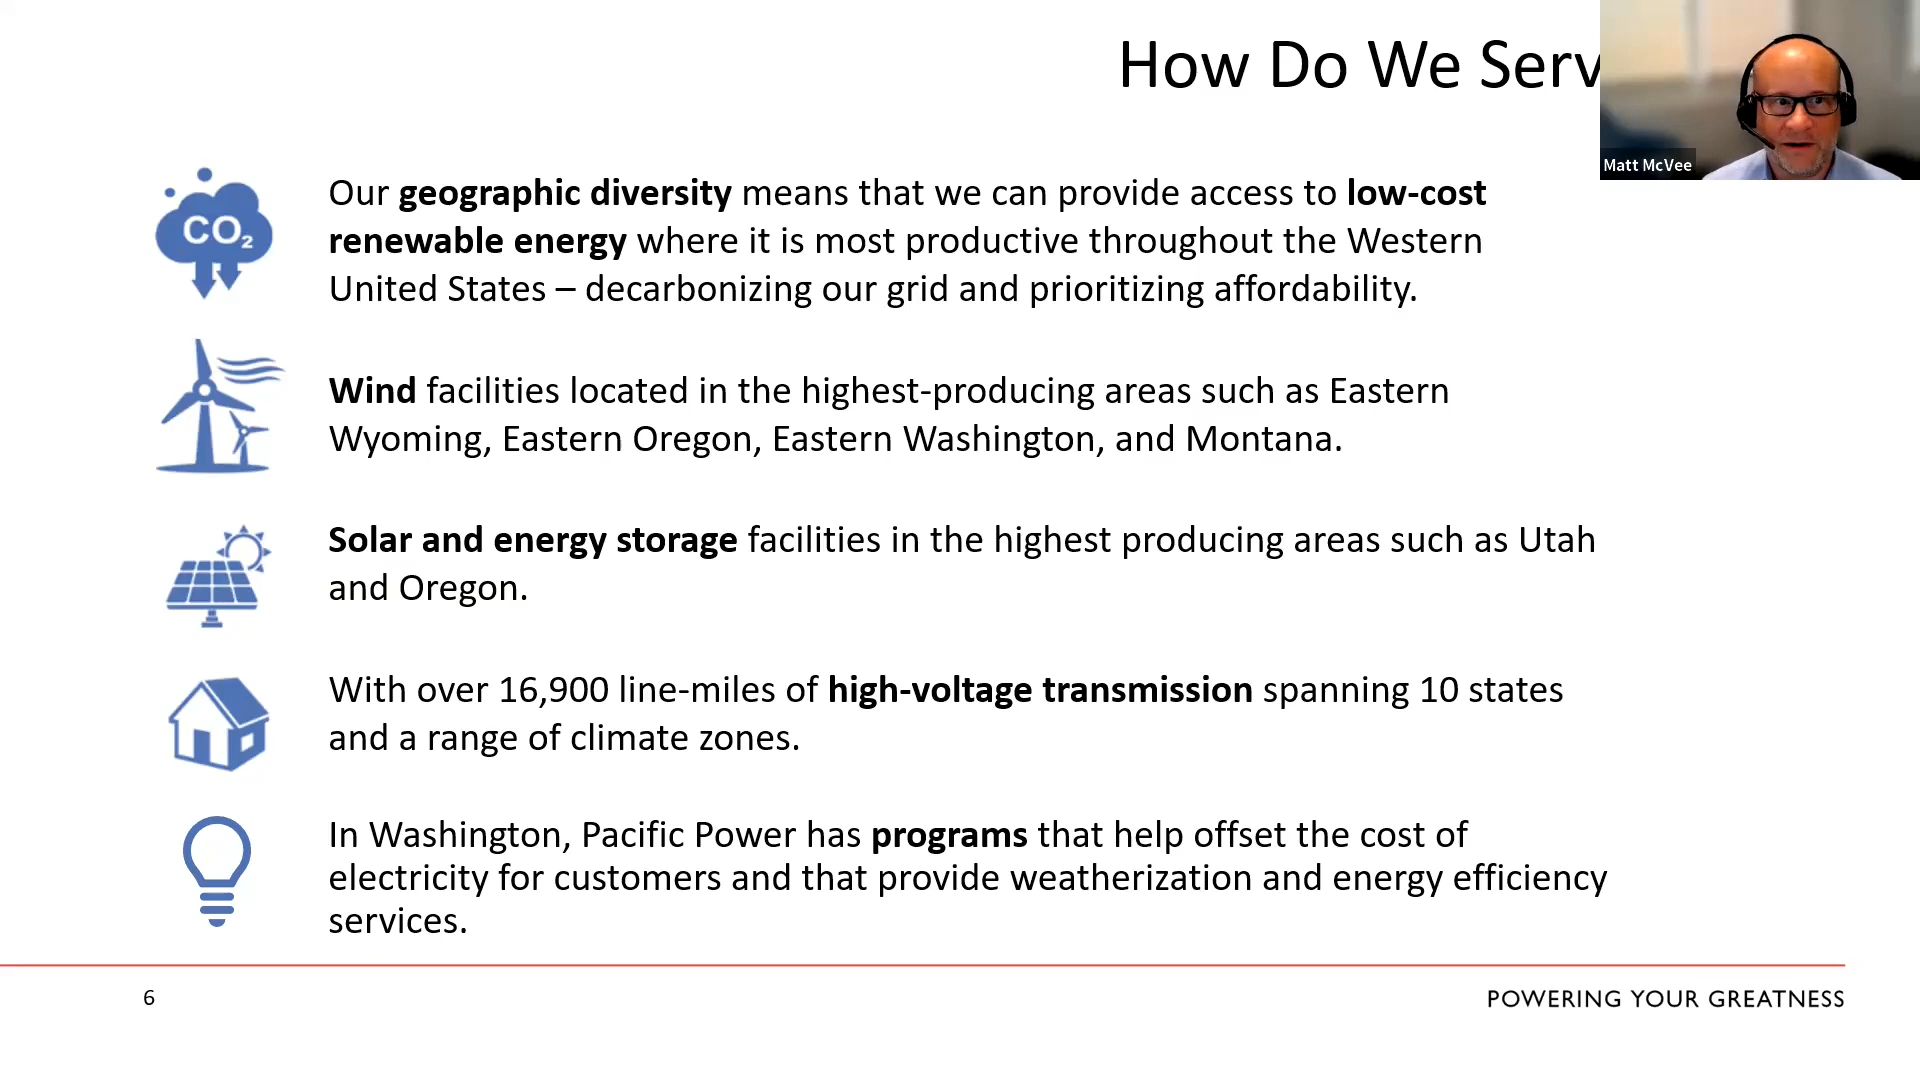 How Do We Serv
Matt McVee
Our geographic diversity means that we can provide access to low-cost
renewable energy where it is most productive throughout the Western
United States – decarbonizing our grid and prioritizing affordability.
CO₂
Wind facilities located in the highest-producing areas such as Eastern
Wyoming, Eastern Oregon, Eastern Washington, and Montana.
Solar and energy storage facilities in the highest producing areas such as Utah
and Oregon.
With over 16,900 line-miles of high-voltage transmission spanning 10 states
and a range of climate zones.
In Washington, Pacific Power has programs that help offset the cost of
electricity for customers and that provide weatherization and energy efficiency
services.
6
POWERING YOUR GREATNESS